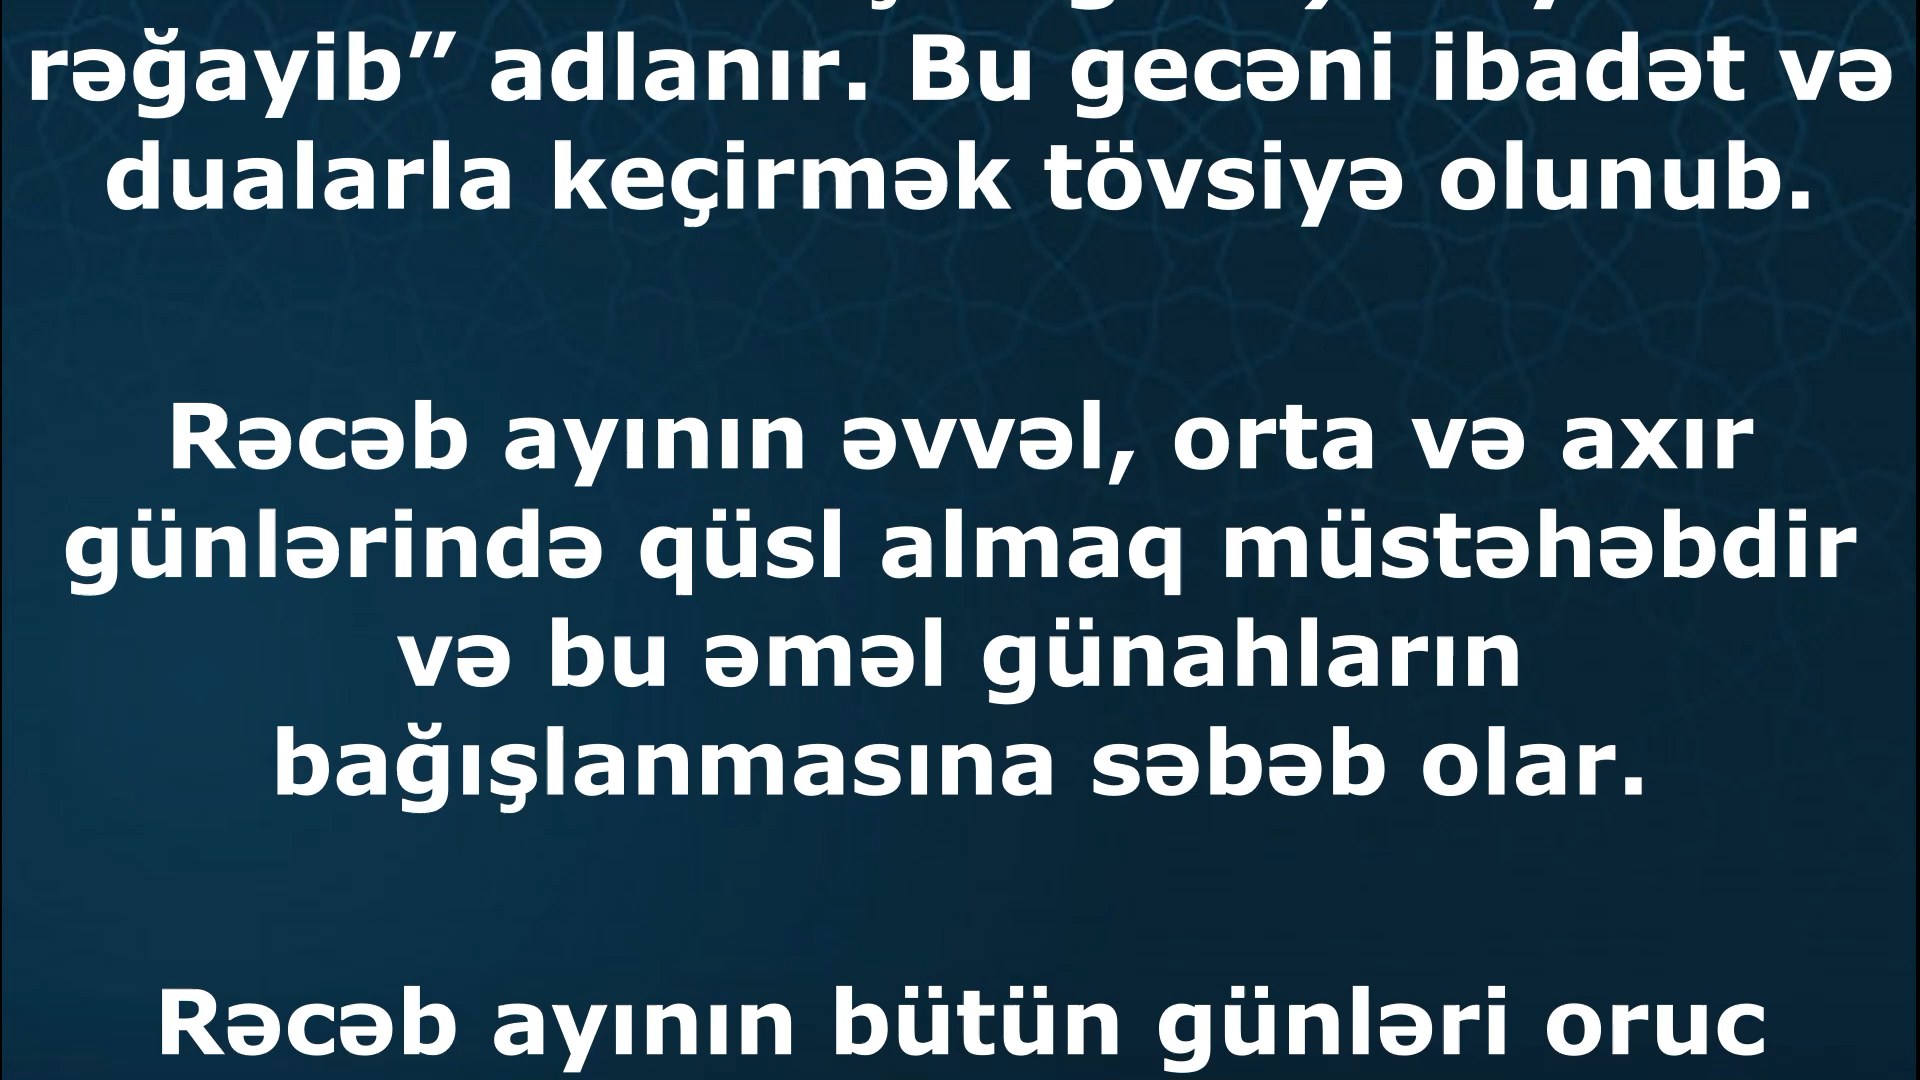 rəğayib” adlanır. Bu gecəni ibadət və
dualarla keçirmək tövsiyə olunub.
Rəcəb ayının əvvəl, orta və axır
günlərində qüsl almaq müstəhəbdir
və bu əməl günahların
bağışlanmasına səbəb olar.
Rəcəb ayının bütün günləri oruc